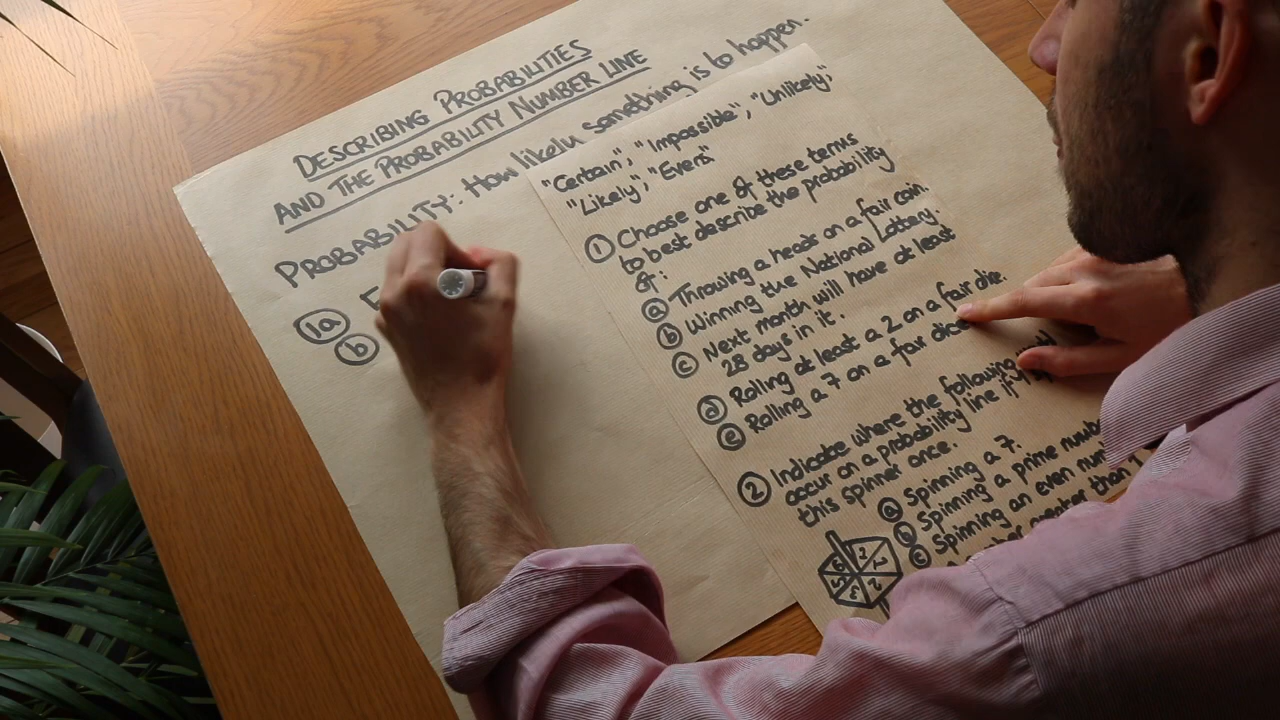 DESCRIBING PROBABILITIES
AND THE PROBABILITY NUMBER LINE
PROBABILITY: How likely something is to happen.
1a
b
"Certain", "Impossible", "Unlikely",
"Likely", "Evens"
1 Choose one of these terms
to best describe the probability
of:
a Throwing a heads on a fair coin.
b Winning the National Lottery.
c Next month will have at least
28 days in it.
d Rolling at least a 2 on a fair die.
e Rolling a 7 on a fair dice.
2 Indicate where the following
occur on a probability line if
this spinner once.
a Spinning a 7.
b Spinning a prime
c Spinning an even
greater than